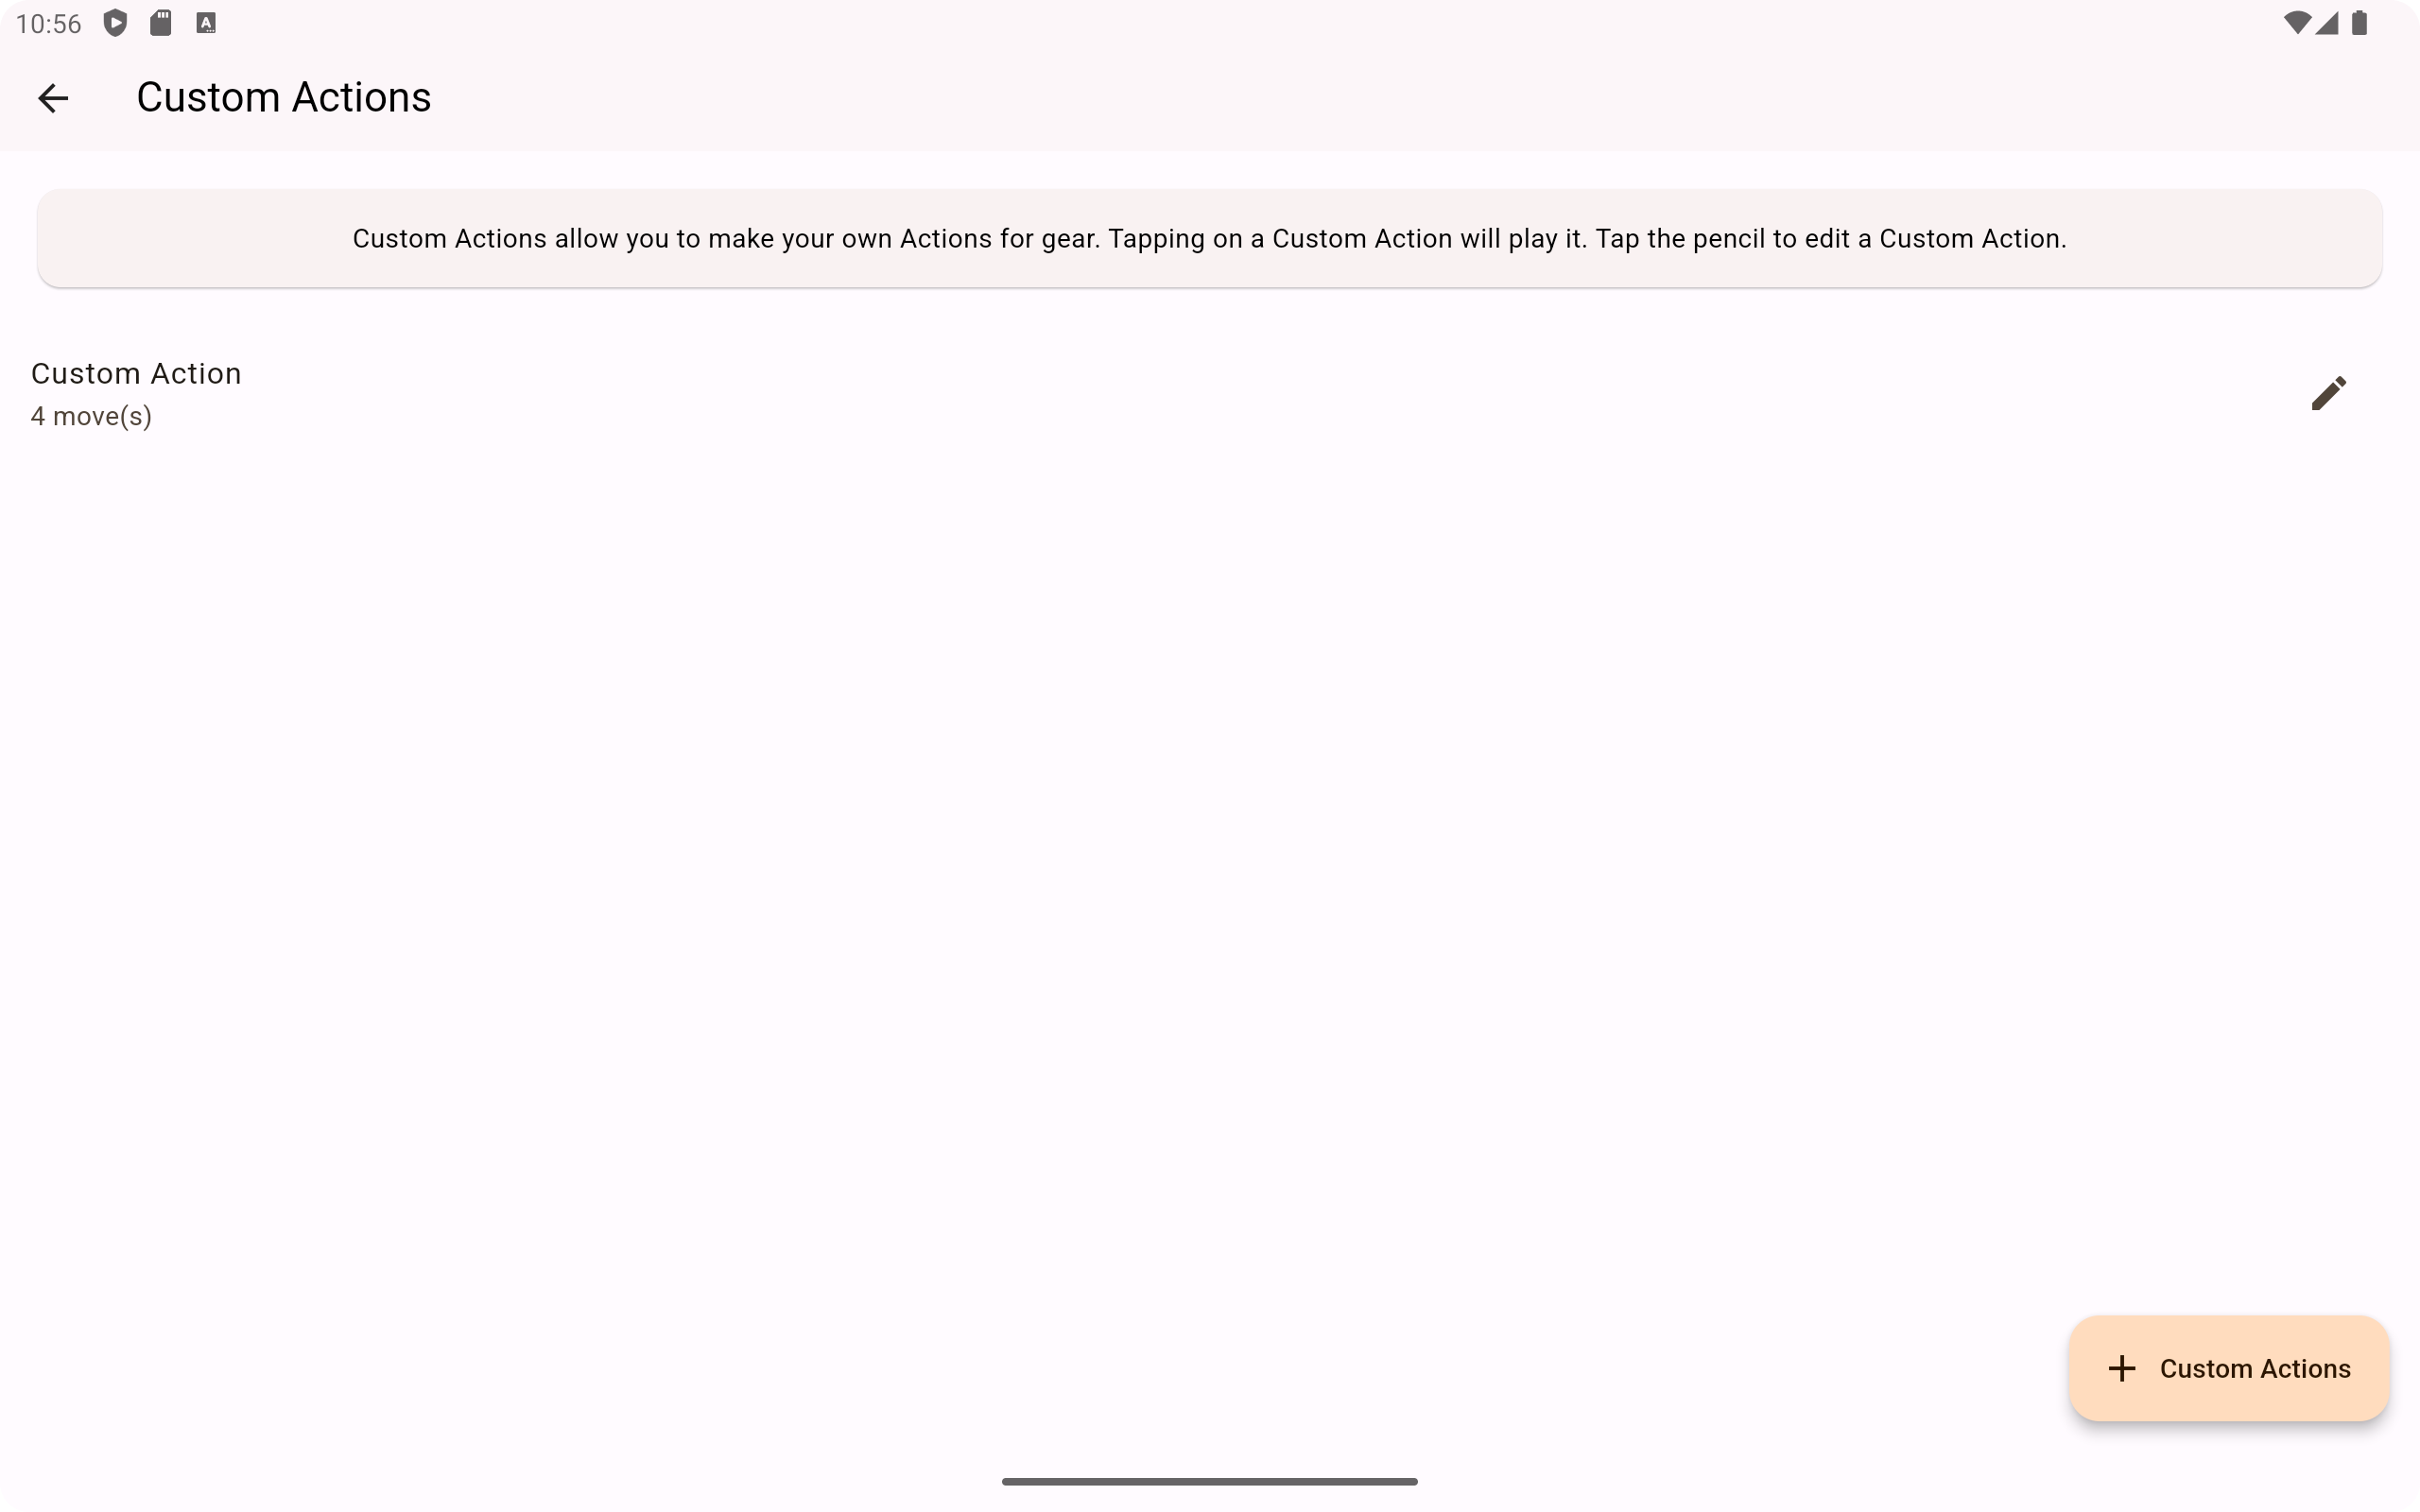 10:56
Custom Actions
Custom Actions allow you to make your own Actions for gear. Tapping on a Custom Action will play it. Tap the pencil to edit a Custom Action.
Custom Action
4 move(s)
Custom Actions